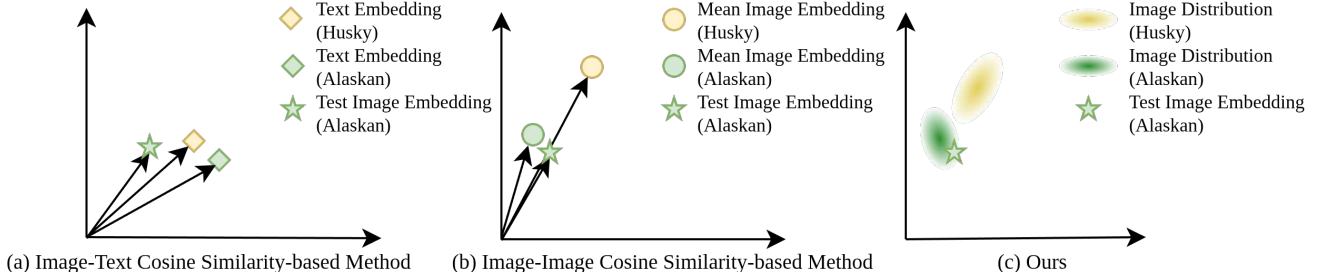 Text Embedding
(Husky)
Text Embedding
(Alaskan)
Test Image Embedding
(Alaskan)
(a) Image-Text Cosine Similarity-based Method
Mean Image Embedding
(Husky)
Mean Image Embedding
(Alaskan)
Test Image Embedding
(Alaskan)
(b) Image-Image Cosine Similarity-based Method
Image Distribution
(Husky)
Image Distribution
(Alaskan)
Test Image Embedding
(Alaskan)
(c) Ours